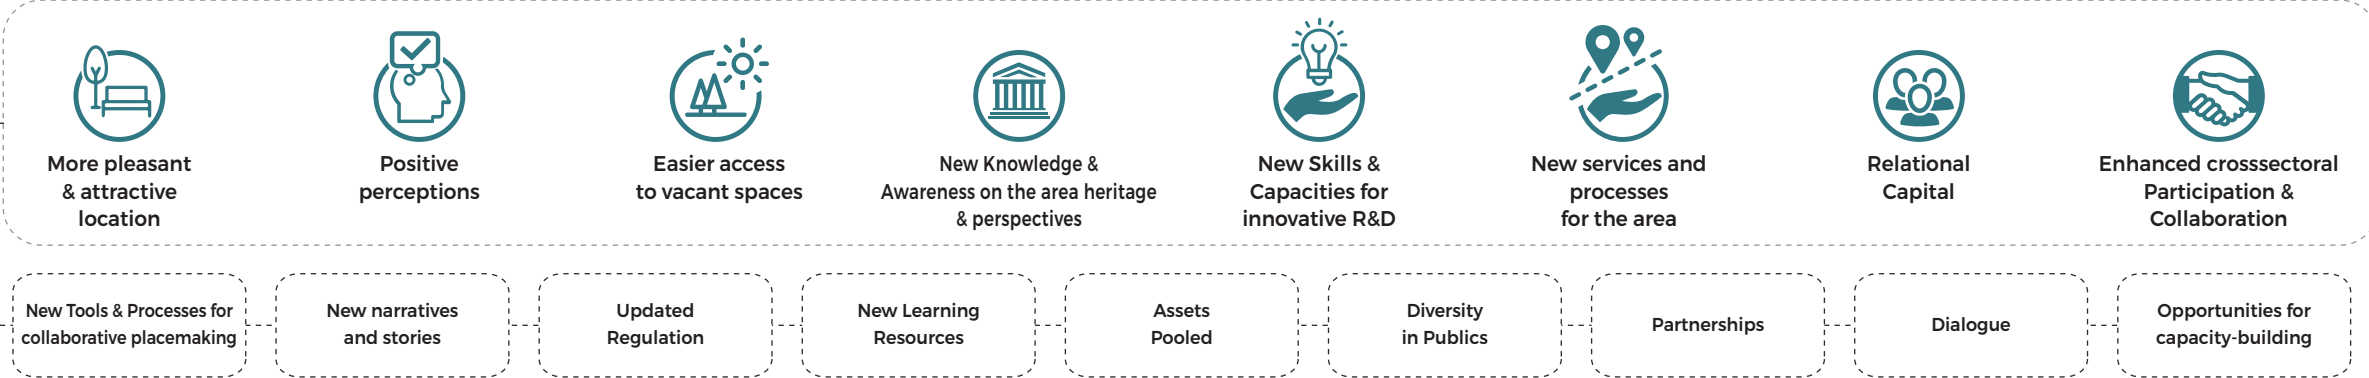 More pleasant
& attractive
location
Positive
perceptions
Easier access
to vacant spaces
New Knowledge &
Awareness on the area heritage
& perspectives
New Skills &
Capacities for
innovative R&D
New services and
processes
for the area
Relational
Capital
Enhanced crosssectoral
Participation &
Collaboration
New Tools & Processes for
collaborative placemaking
New narratives
and stories
Updated
Regulation
New Learning
Resources
Assets
Pooled
Diversity
in Publics
Partnerships
Dialogue
Opportunities for
capacity-building